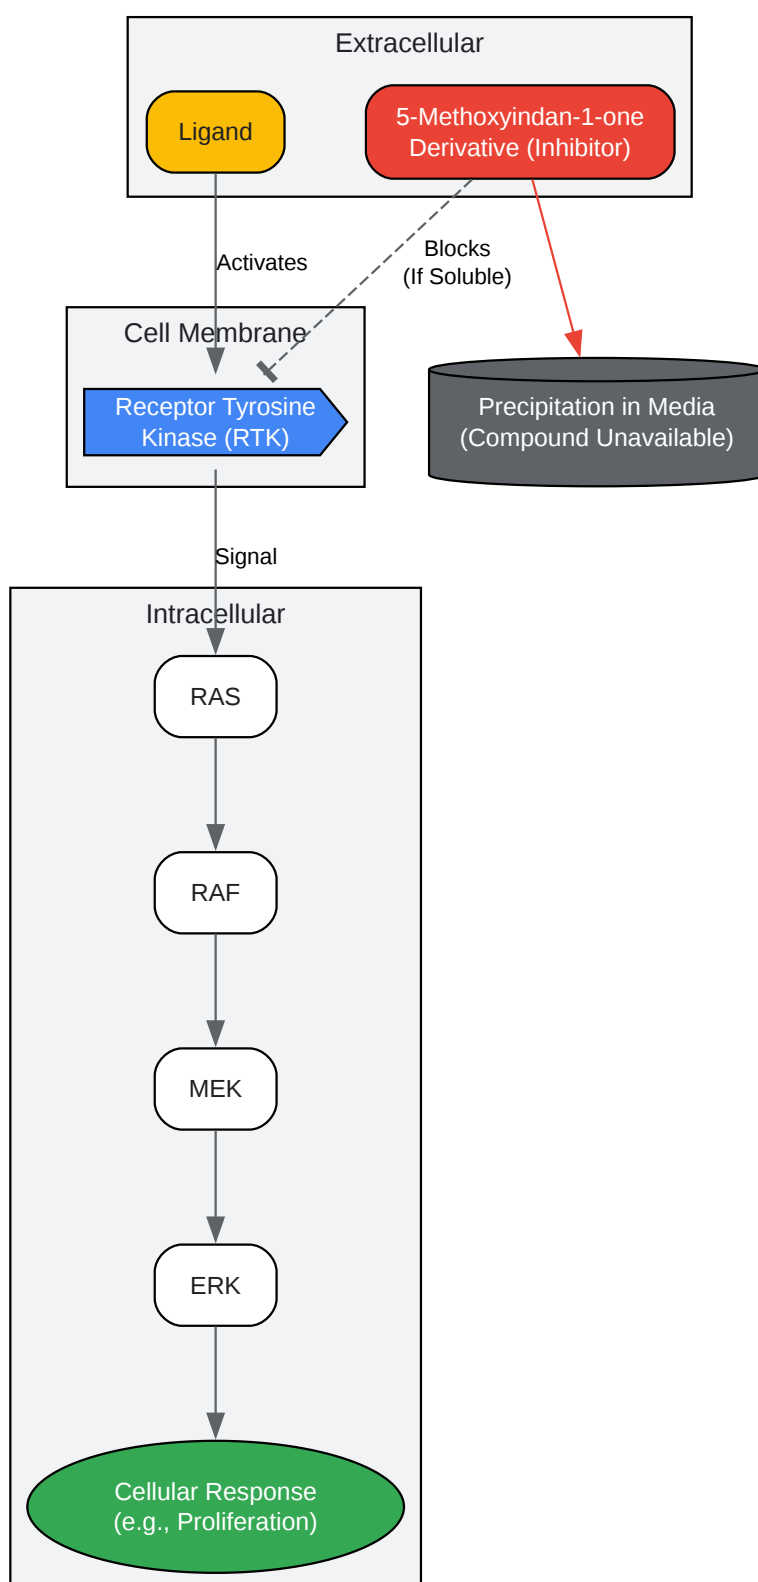 Extracellular
Ligand
5-Methoxyindan-1-one
Derivative (Inhibitor)
Activates
Blocks
(If Soluble)
Cell Membrane
Receptor Tyrosine
Kinase (RTK)
Precipitation in Media
(Compound Unavailable)
Signal
Intracellular
RAS
RAF
MEK
ERK
Cellular Response
(e.g., Proliferation)